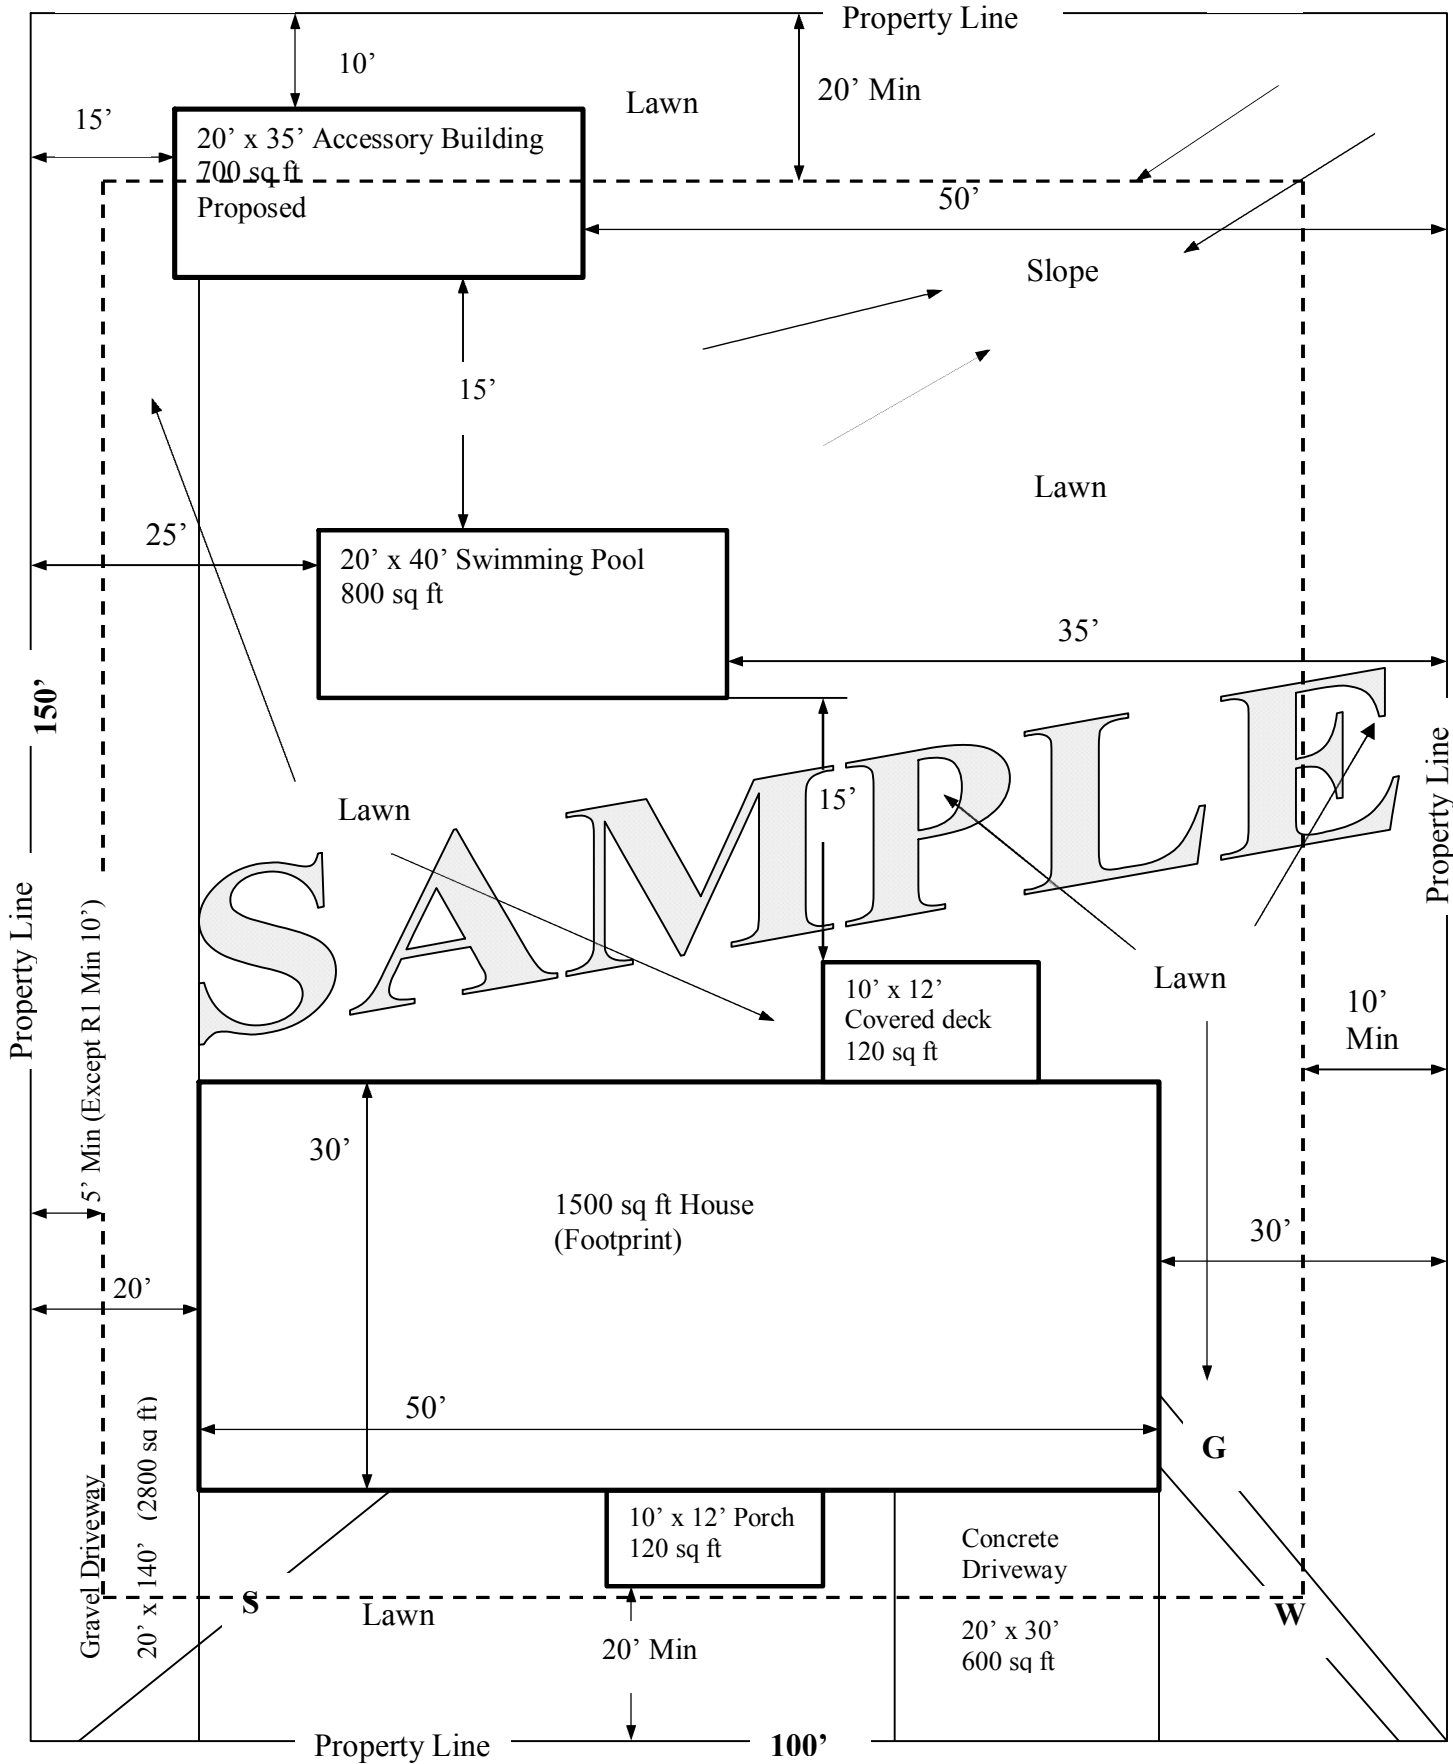 Property Line
10’
20’ Min
Lawn
15’
20’ x 35’ Accessory Building
700 sq ft
Proposed
50’
Slope
15’
Lawn
25’
20’ x 40’ Swimming Pool
800 sq ft
35’
150’
Property Line
SAMPLE
15’
Lawn
Property Line
5’ Min (Except R1 Min 10’)
Lawn
10’ x 12’
Covered deck
120 sq ft
10’
Min
30’
1500 sq ft House
(Footprint)
30’
20’
50’
G
Gravel Driveway
20’ x 140’ (2800 sq ft)
10’ x 12’ Porch
120 sq ft
Concrete
Driveway
S
Lawn
W
20’ Min
20’ x 30’
600 sq ft
Property Line
100’